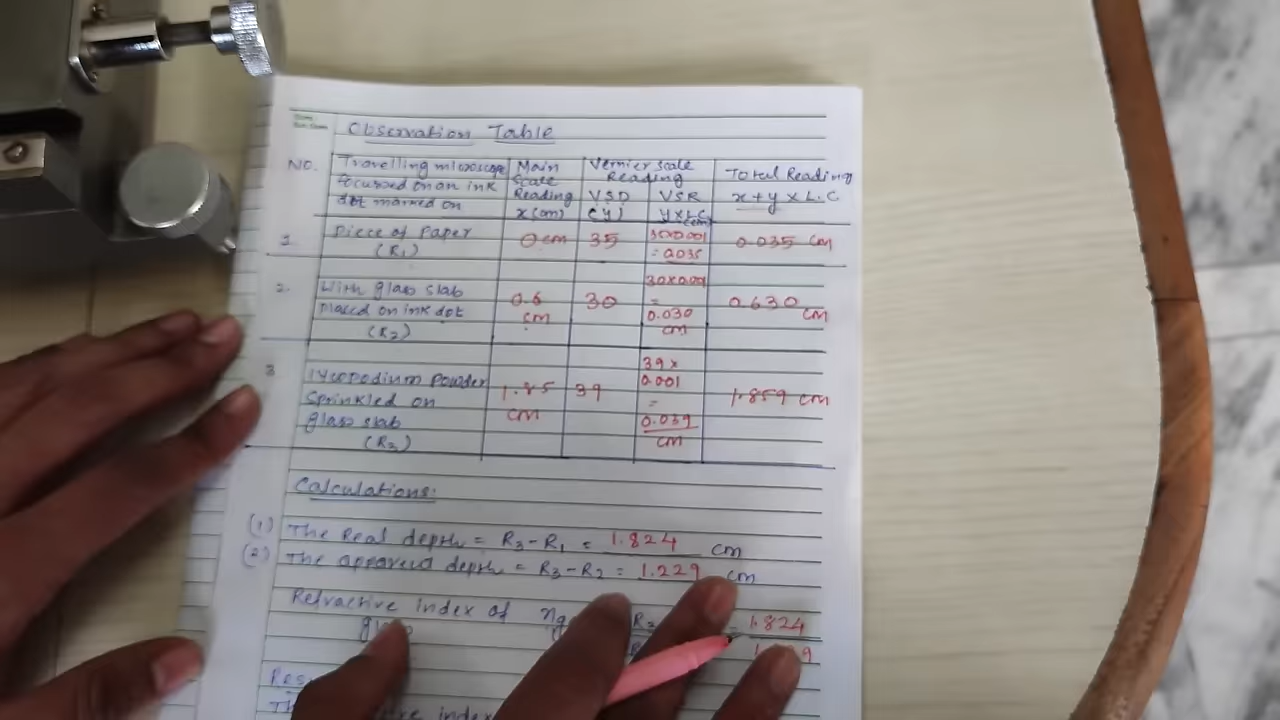 Observation Table
NO. Travelling microscope focussed on an ink dot marked on Main Scale Reading x(cm) Vernier Scale Reading VSD (y) VSR y×LC (cm) Total Reading x+y×L.C
1. Piece of Paper (R1) 0 cm 35 = 0.035 0.035 cm
2. With glass slab placed on ink dot (R2) 0.6 cm 30 30×0.001 = 0.030 cm 0.630 cm
3 lycopodium Powder Sprinkled on glass slab (R3) 1.85 cm 39 39× 0.001 = 0.039 cm 1.859 cm
Calculations:
(1) The Real depth = R3-R1 = 1.824 cm
(2) The apparent depth = R3-R2 = 1.229 cm
Refractive index of ng = 1.824
index